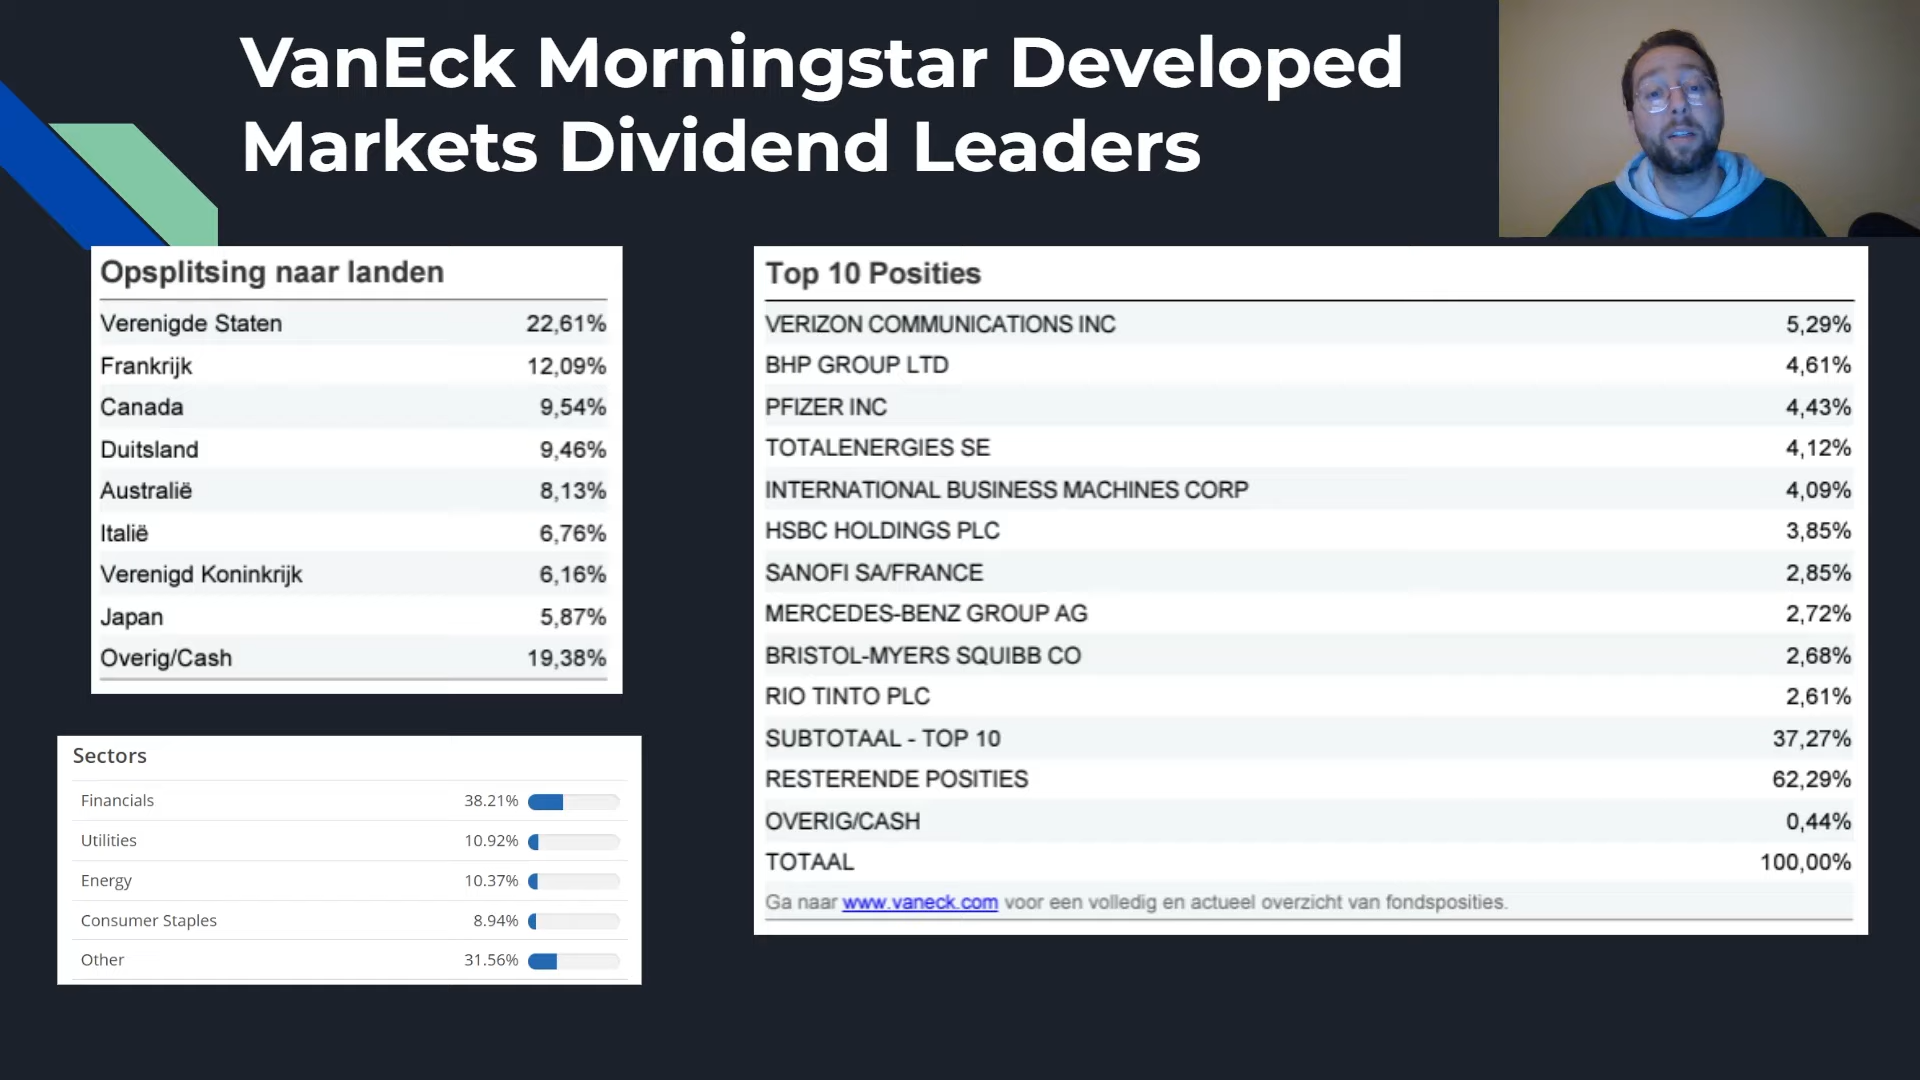 VanEck Morningstar Developed
Markets Dividend Leaders
Opsplitsing naar landen
Verenigde Staten 22,61%
Frankrijk 12,09%
Canada 9,54%
Duitsland 9,46%
Australië 8,13%
Italië 6,76%
Verenigd Koninkrijk 6,16%
Japan 5,87%
Overig/Cash 19,38%
Sectors
Financials 38.21%
Utilities 10.92%
Energy 10.37%
Consumer Staples 8.94%
Other 31.56%
Top 10 Posities
VERIZON COMMUNICATIONS INC 5,29%
BHP GROUP LTD 4,61%
PFIZER INC 4,43%
TOTALENERGIES SE 4,12%
INTERNATIONAL BUSINESS MACHINES CORP 4,09%
HSBC HOLDINGS PLC 3,85%
SANOFI SA/FRANCE 2,85%
MERCEDES-BENZ GROUP AG 2,72%
BRISTOL-MYERS SQUIBB CO 2,68%
RIO TINTO PLC 2,61%
SUBTOTAAL - TOP 10 37,27%
RESTERENDE POSITIES 62,29%
OVERIG/CASH 0,44%
TOTAAL 100,00%
Ga naar www.vaneck.com voor een volledig en actueel overzicht van fondsposities.